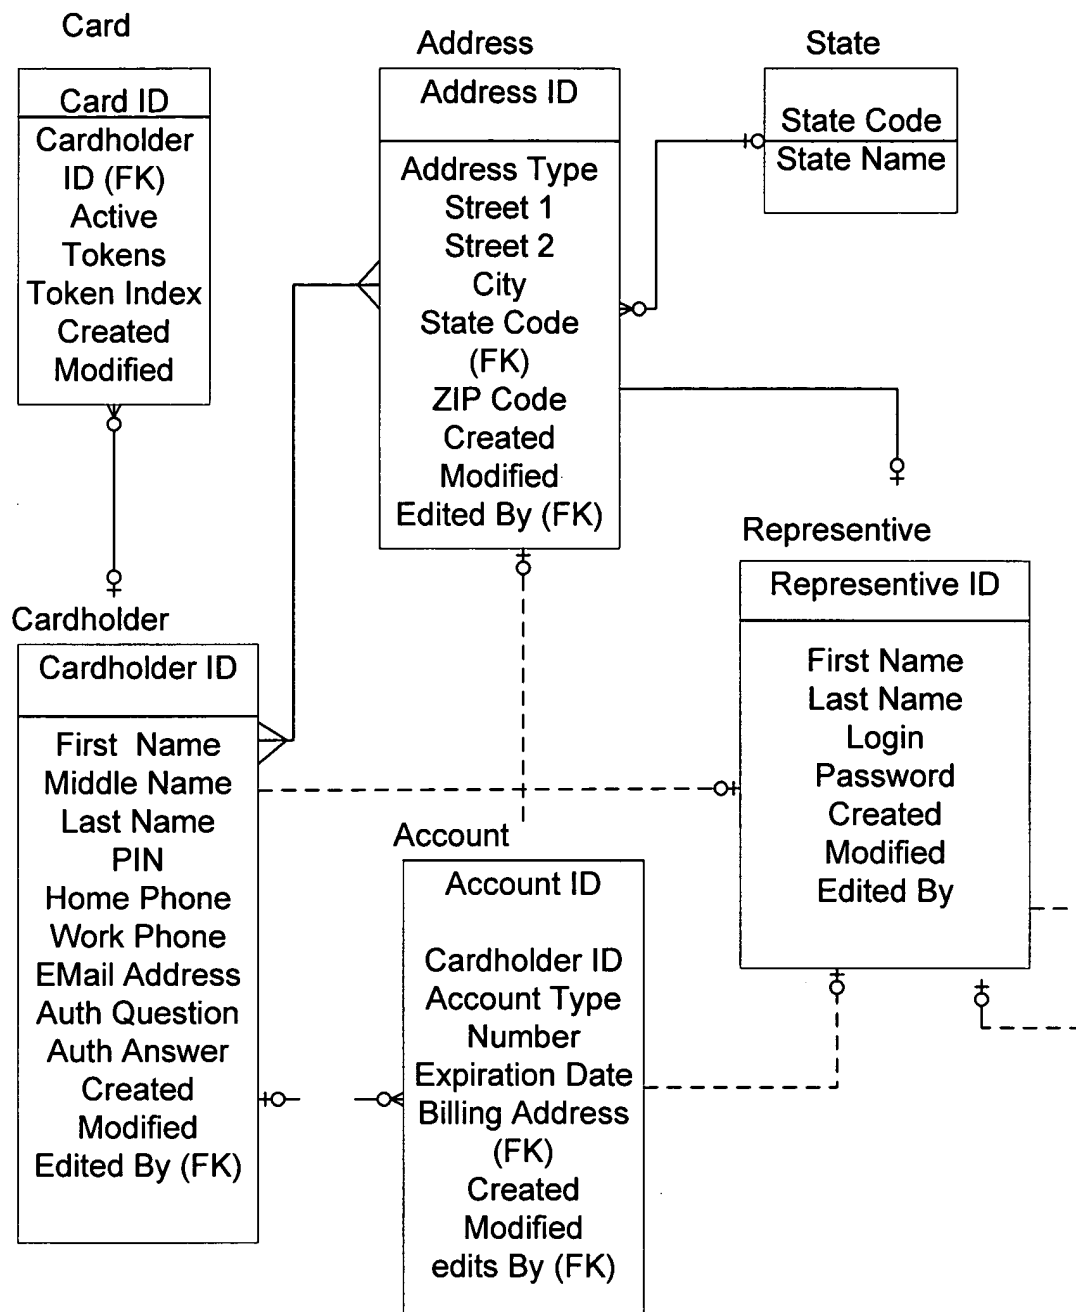 Card
Card ID
Cardholder
ID (FK)
Active
Tokens
Token Index
Created
Modified
Address
Address ID
Address Type
Street 1
Street 2
City
State Code
(FK)
ZIP Code
Created
Modified
Edited By (FK)
State
State Code
State Name
Cardholder
Cardholder ID
First Name
Middle Name
Last Name
PIN
Home Phone
Work Phone
EMail Address
Auth Question
Auth Answer
Created
Modified
Edited By (FK)
Account
Account ID
Cardholder ID
Account Type
Number
Expiration Date
Billing Address
(FK)
Created
Modified
edits By (FK)
Representive
Representive ID
First Name
Last Name
Login
Password
Created
Modified
Edited By